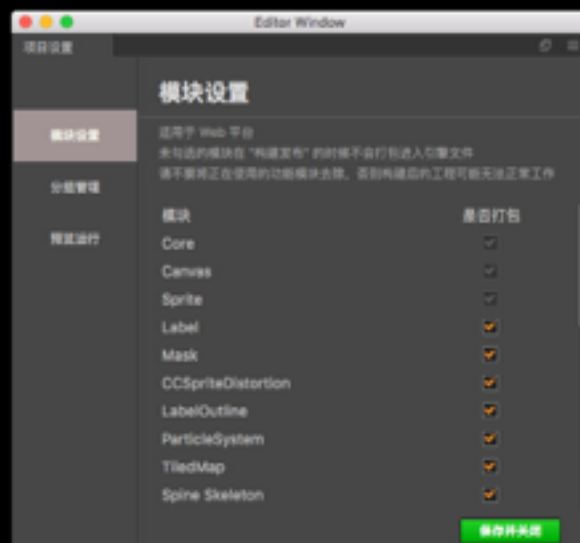 Editor Window
项目设置
模块设置
模块设置
分组管理
预览运行
适用于 Web 平台
未勾选的模块在 "构建发布" 的时候不会打包进入引擎文件
请不要将正在使用的功能模块去除，否则构建后的工程可能无法正常工作
模块 是否打包
Core
Canvas
Sprite
Label
Mask
CCSpriteDistortion
LabelOutline
ParticleSystem
TiledMap
Spine Skeleton
保存并关闭